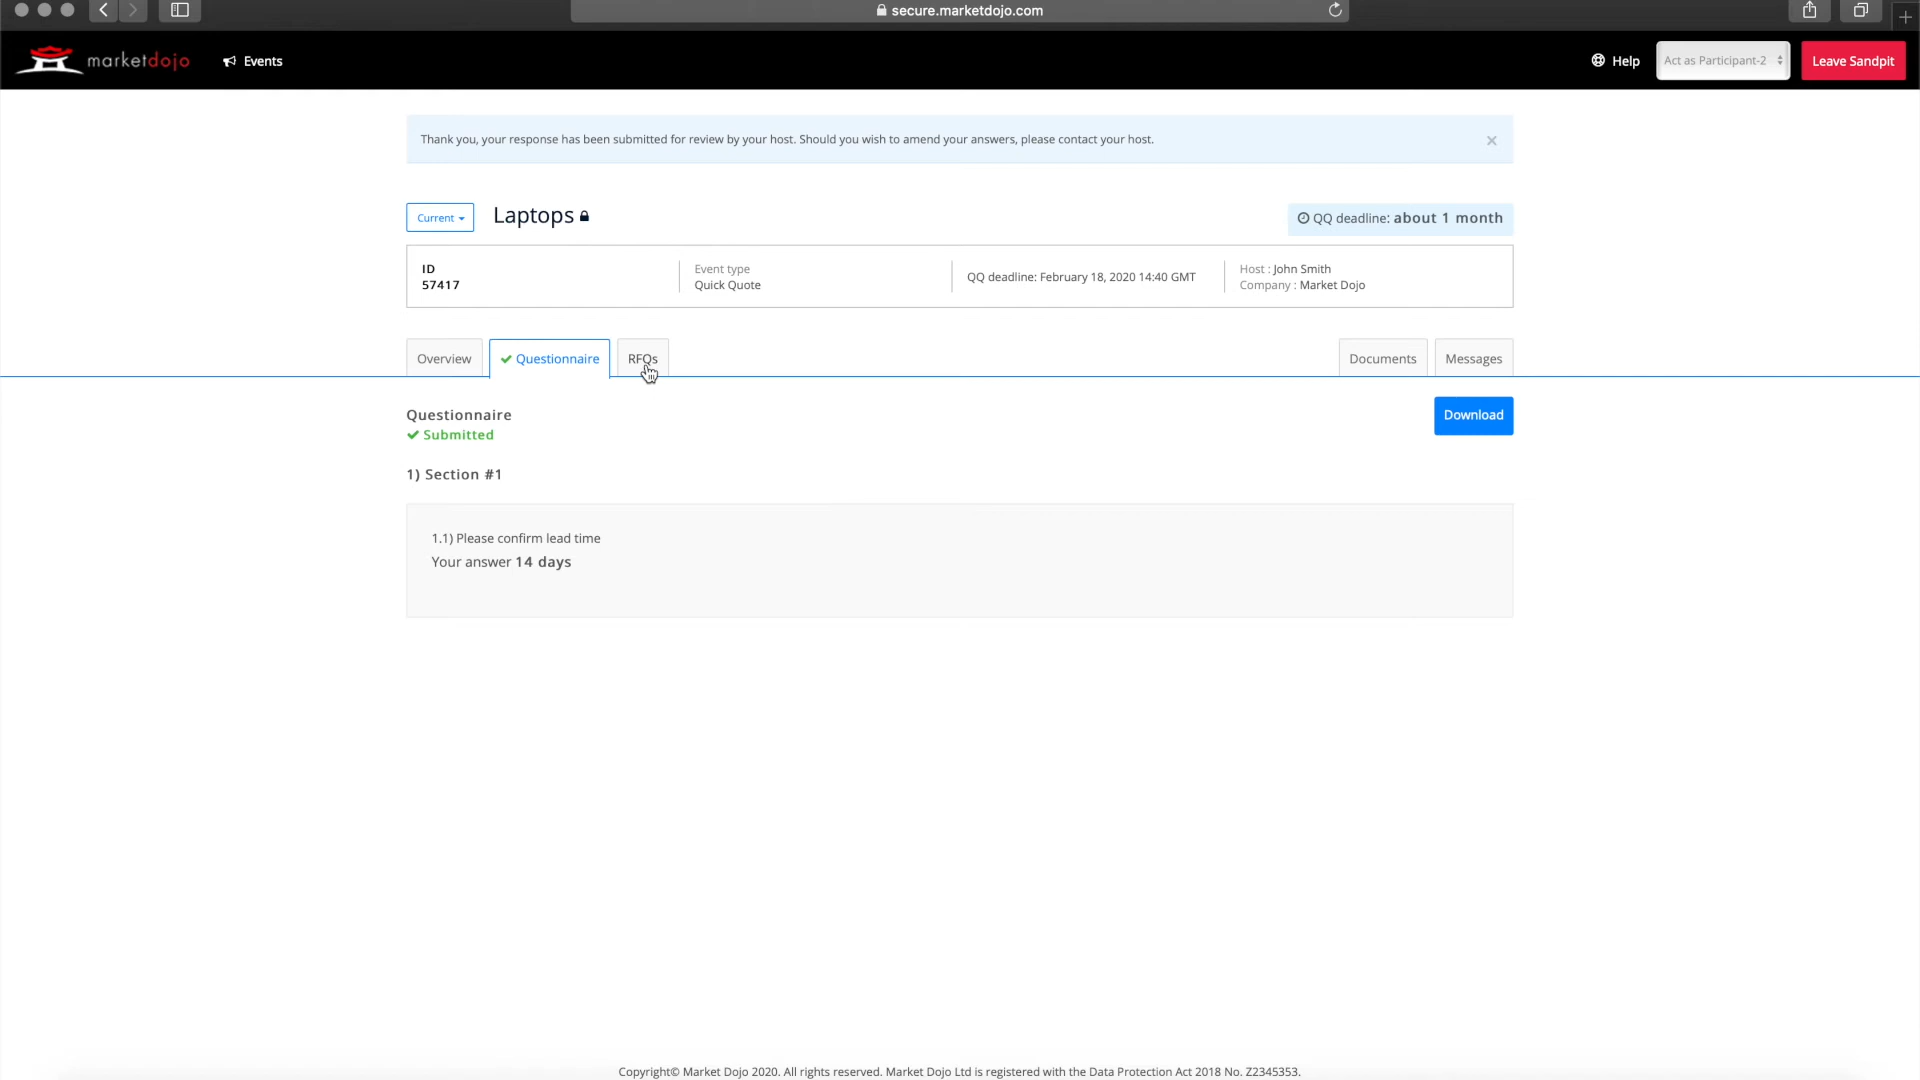 secure.marketdojo.com
marketdojo
Events
Help
Act as Participant-2
Leave Sandpit
Thank you, your response has been submitted for review by your host. Should you wish to amend your answers, please contact your host.
Current
Laptops
QQ deadline: about 1 month
ID
57417
Event type
Quick Quote
QQ deadline: February 18, 2020 14:40 GMT
Host : John Smith
Company : Market Dojo
Overview
Questionnaire
RFQs
Documents
Messages
Questionnaire
Submitted
Download
1) Section #1
1.1) Please confirm lead time
Your answer 14 days
Copyright© Market Dojo 2020. All rights reserved. Market Dojo Ltd is registered with the Data Protection Act 2018 No. Z2345353.